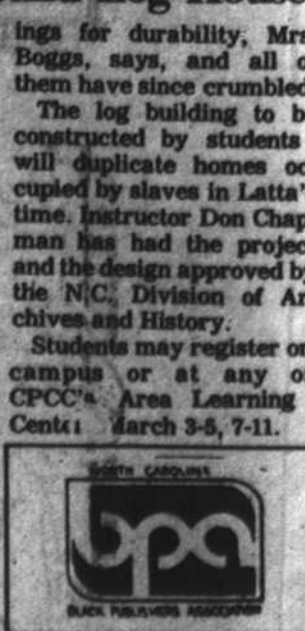 ings for durability, Mrs
Boggs, says, and all o
them have since crumbled
The log building to b
constructed by students
will duplicate homes oc
cupied by slaves in Latta
time. Instructor Don Chap
man has had the project
and the design approved by
the N.C. Division of Ar
chives and History.
Students may register on
campus or at any o
CPCC's Area Learning
March 3-5, 7-11.
NORTH CAROLINA
bpa
BLACK PUBLISHERS ASSOCIATION